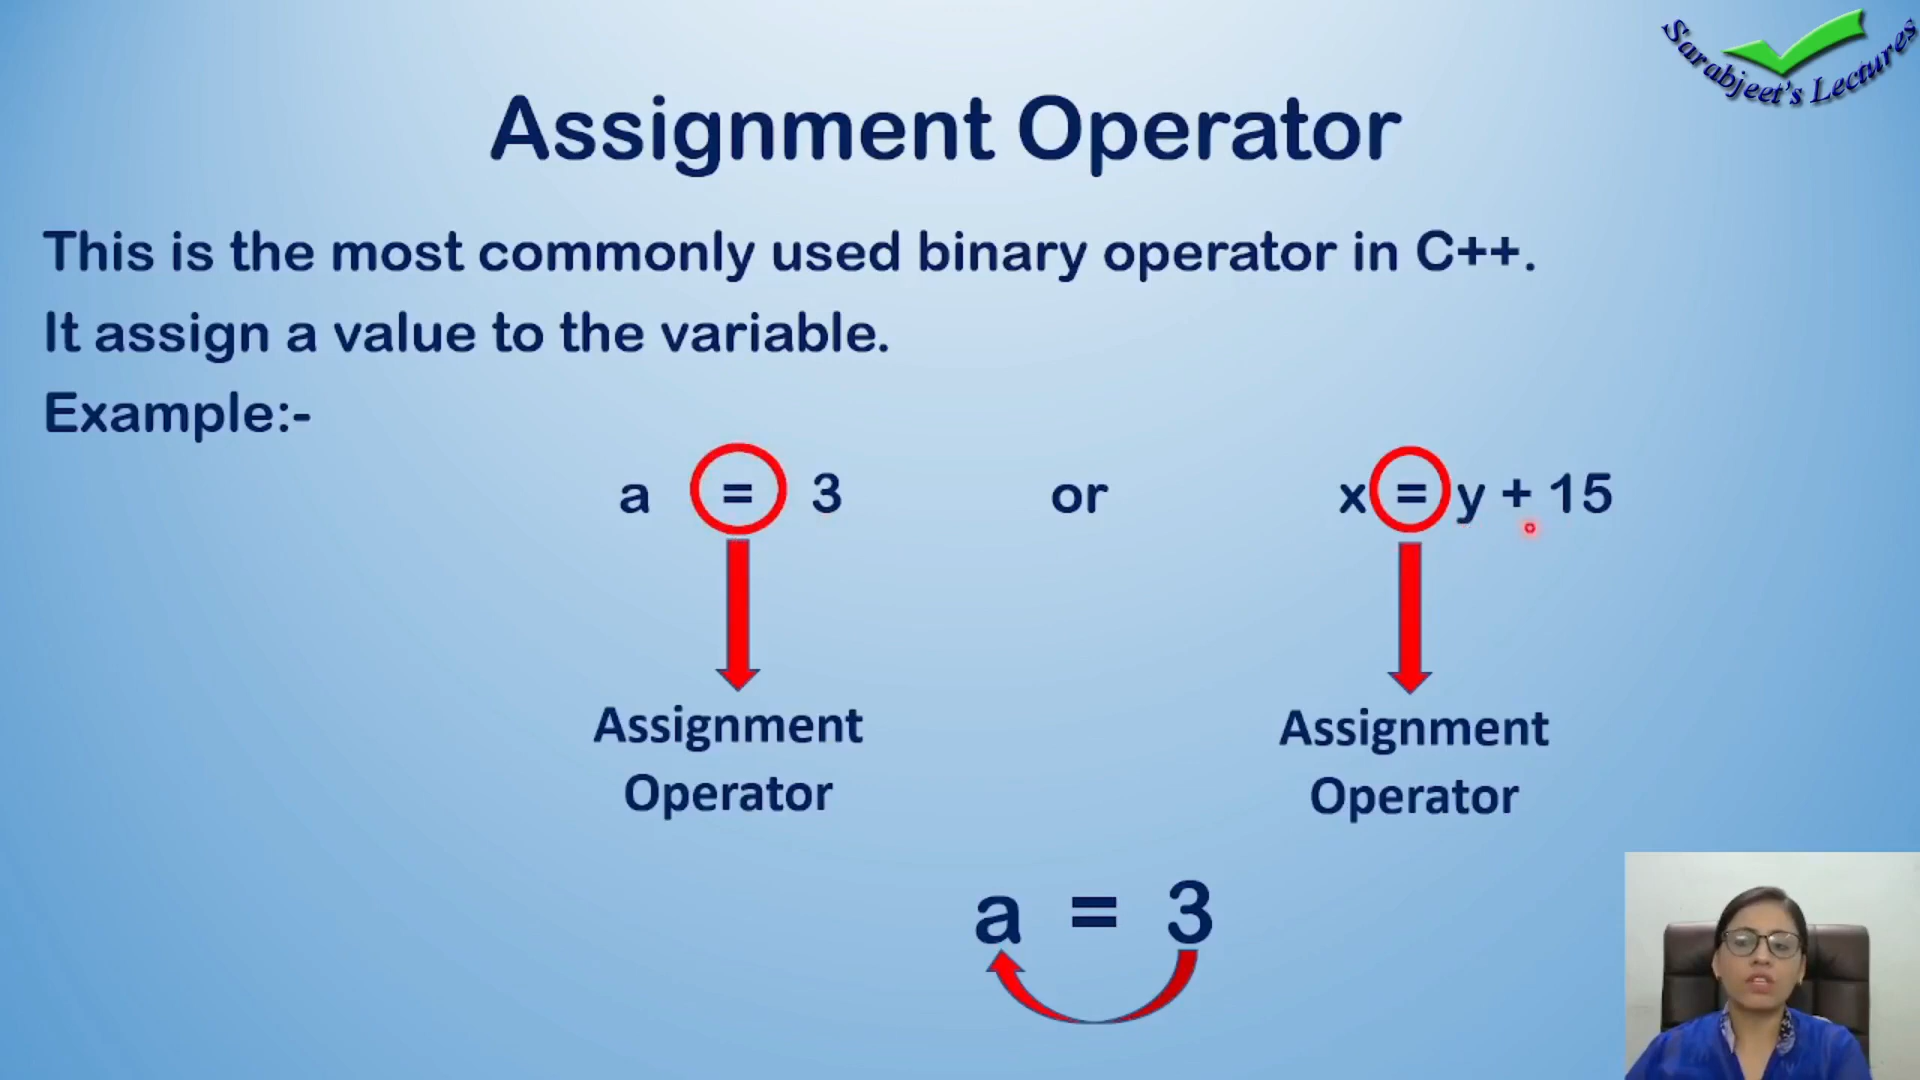 Sarabjeet's Lectures
Assignment Operator
This is the most commonly used binary operator in C++.
It assign a value to the variable.
Example:-
a = 3 or x = y + 15
Assignment Assignment
Operator Operator
a = 3